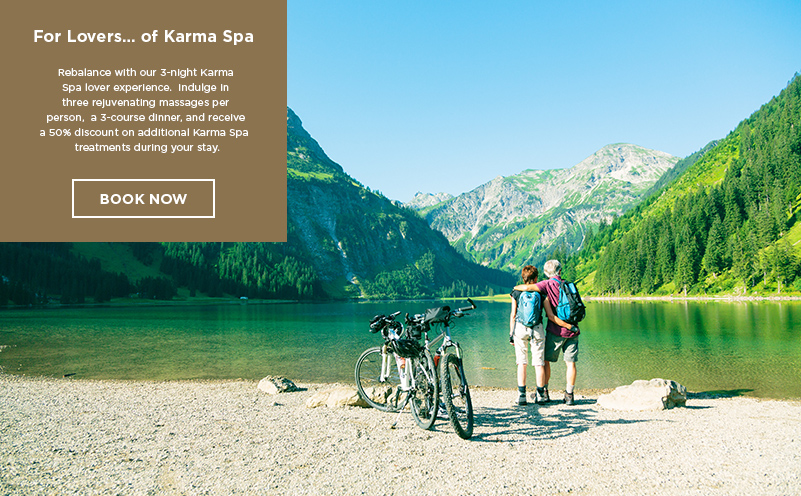 For Lovers... of Karma Spa
Rebalance with our 3-night Karma
Spa lover experience. Indulge in
three rejuvenating massages per
person, a 3-course dinner, and receive
a 50% discount on additional Karma Spa
treatments during your stay.
BOOK NOW